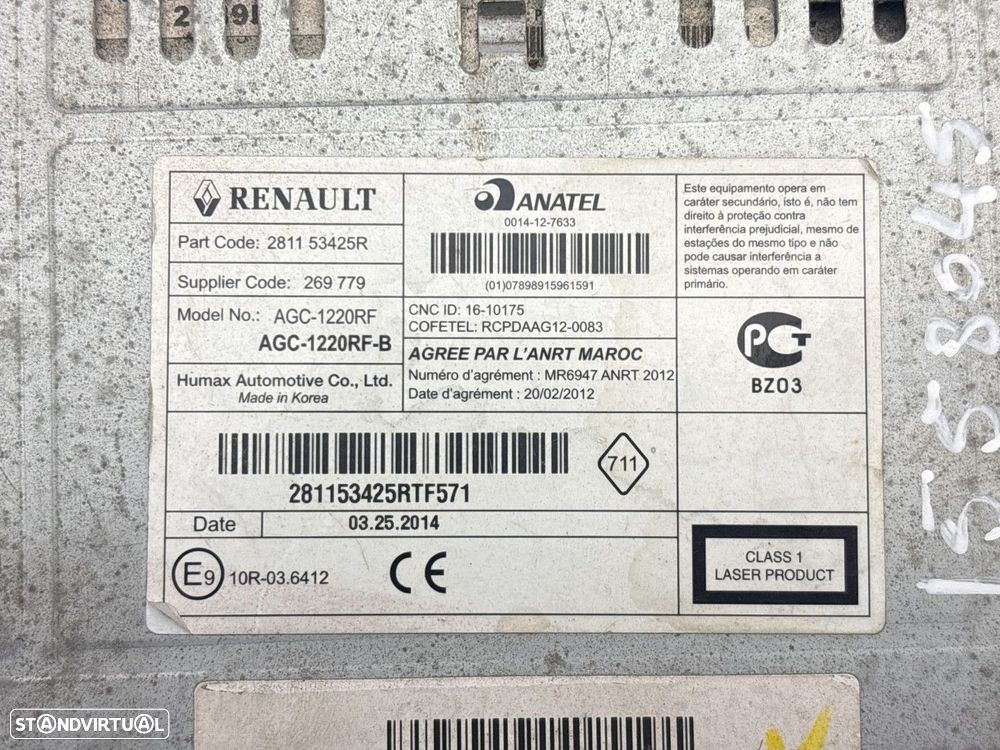 2
RENAULT
Part Code: 2811 53425R
Supplier Code: 269 779
Model No.: AGC-1220RF
AGC-1220RF-B
Humax Automotive Co., Ltd.
Made in Korea
ANATEL
0014-12-7633
(01)07898915961591
CNC ID: 16-10175
COFETEL: RCPDAAG12-0083
AGREE PAR L'ANRT MAROC
Numéro d'agrément : MR6947 ANRT 2012
Date d'agrément : 20/02/2012
Este equipamento opera em
caráter secundário, isto é, não tem
direito à proteção contra
interferência prejudicial, mesmo de
estações do mesmo tipo e não
pode causar interferência a
sistemas operando em caráter
primário.
PCT
BZ03
281153425RTF571
711
Date 03.25.2014
E9 10R-03.6412
CE
CLASS 1
LASER PRODUCT
STANDVIRTUAL